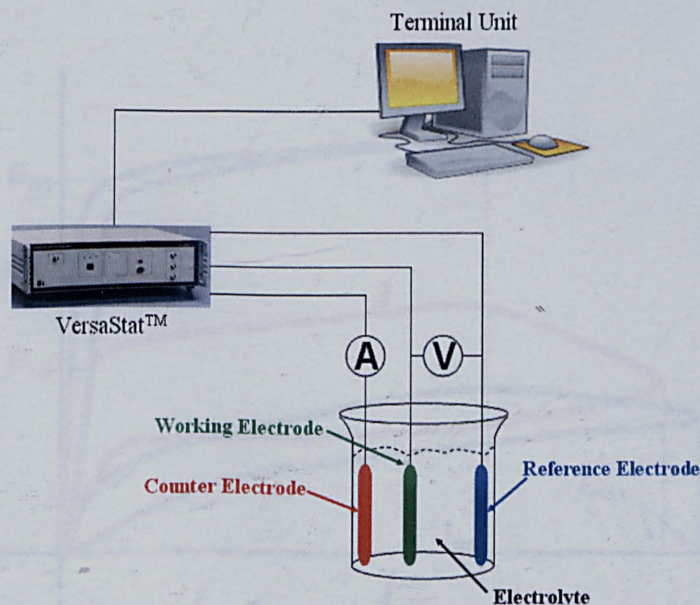 Terminal Unit
VersaStat™
A
V
Working Electrode
Counter Electrode
Reference Electrode
Electrolyte